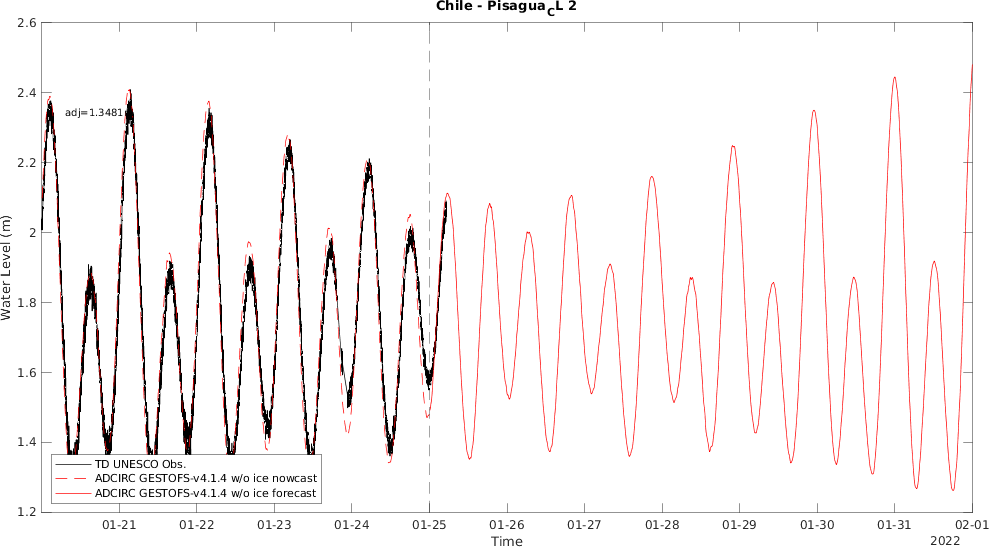 Chile - Pisagua_CL 2
2.6
2.4
2.2
2
1.8
1.6
1.4
1.2
Water Level (m)
adj=1.3481
TD UNESCO Obs.
ADCIRC GESTOFS-v4.1.4 w/o ice nowcast
ADCIRC GESTOFS-v4.1.4 w/o ice forecast
01-21 01-22 01-23 01-24 01-25 01-26 01-27 01-28 01-29 01-30 01-31 02-01
Time
2022